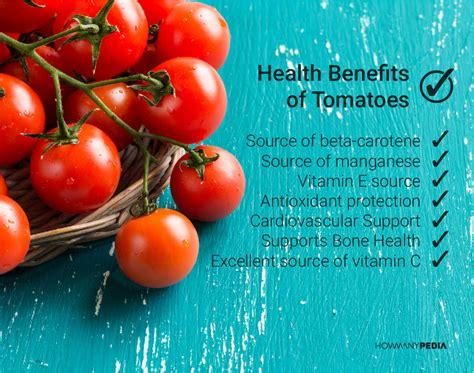 Health Benefits
of Tomatoes
Source of beta-carotene
Source of manganese
Vitamin E source
Antioxidant protection
Cardiovascular Support
Supports Bone Health
Excellent source of vitamin C
HOWMANYPEDIA